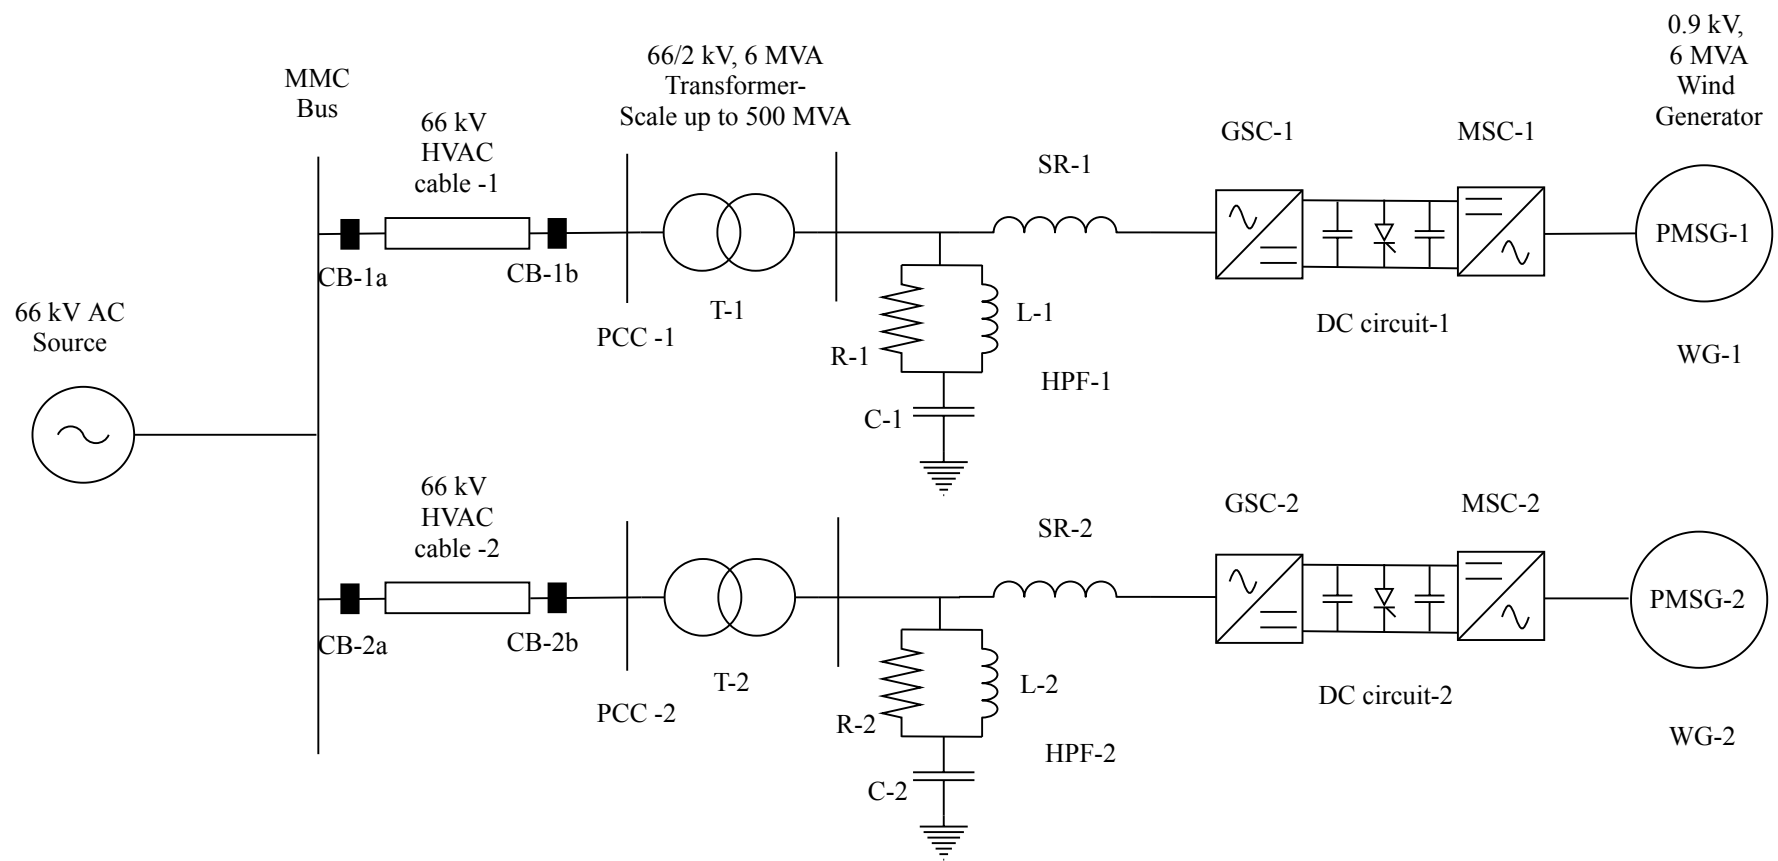 0.9 kV,
6 MVA
Wind
Generator
66/2 kV, 6 MVA
Transformer-
Scale up to 500 MVA
MMC
Bus
66 kV
HVAC
cable -1
GSC-1
MSC-1
SR-1
PMSG-1
CB-1a
CB-1b
T-1
PCC -1
L-1
R-1
DC circuit-1
WG-1
66 kV AC
Source
HPF-1
C-1
66 kV
HVAC
cable -2
GSC-2
MSC-2
SR-2
PMSG-2
CB-2a
CB-2b
T-2
PCC -2
L-2
R-2
DC circuit-2
WG-2
HPF-2
C-2